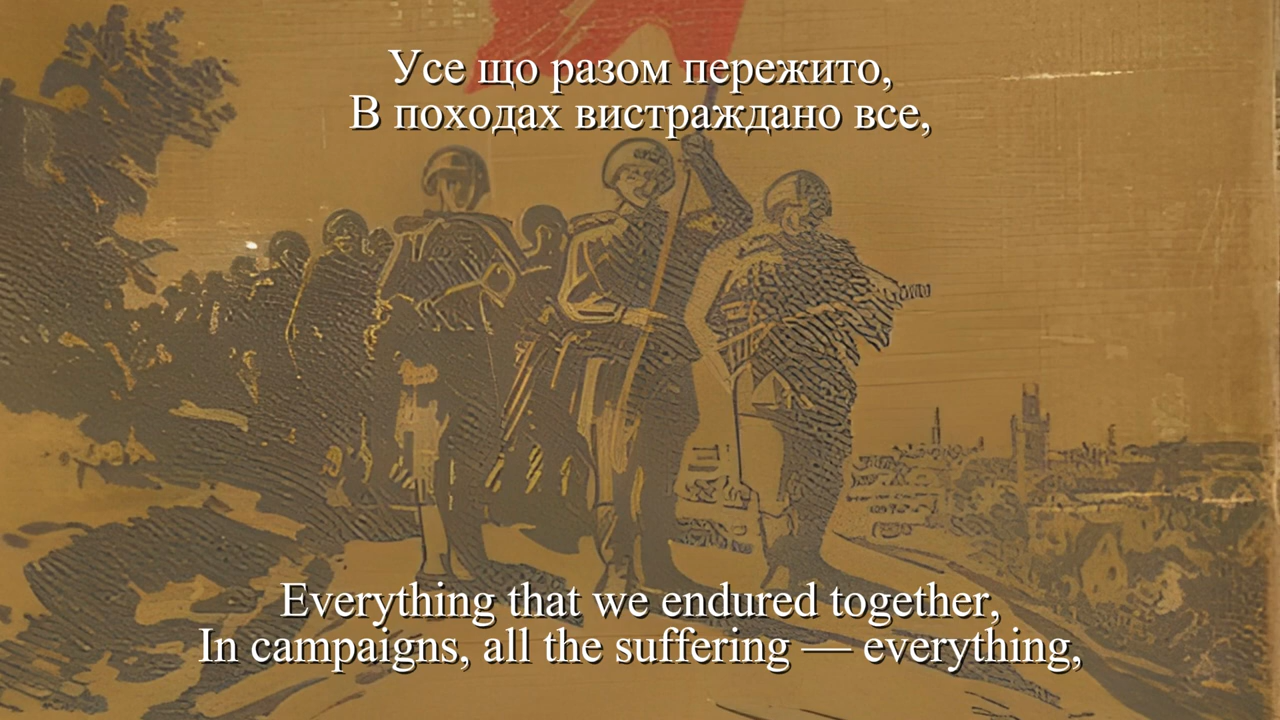 Усе що разом пережито,
В походах вистраждано все,
Everything that we endured together,
In campaigns, all the suffering — everything,